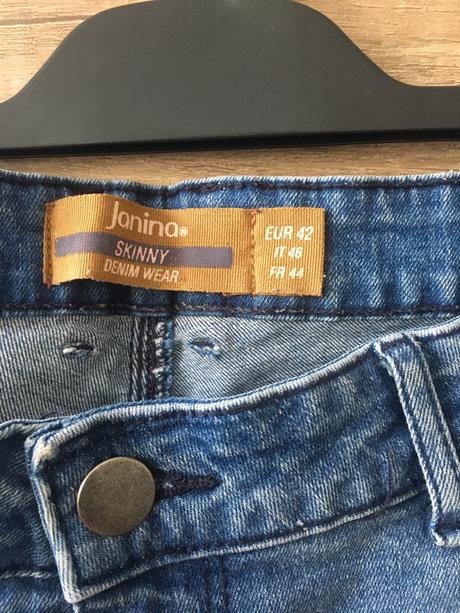 Janina®
SKINNY
DENIM WEAR
EUR 42
IT 46
FR 44